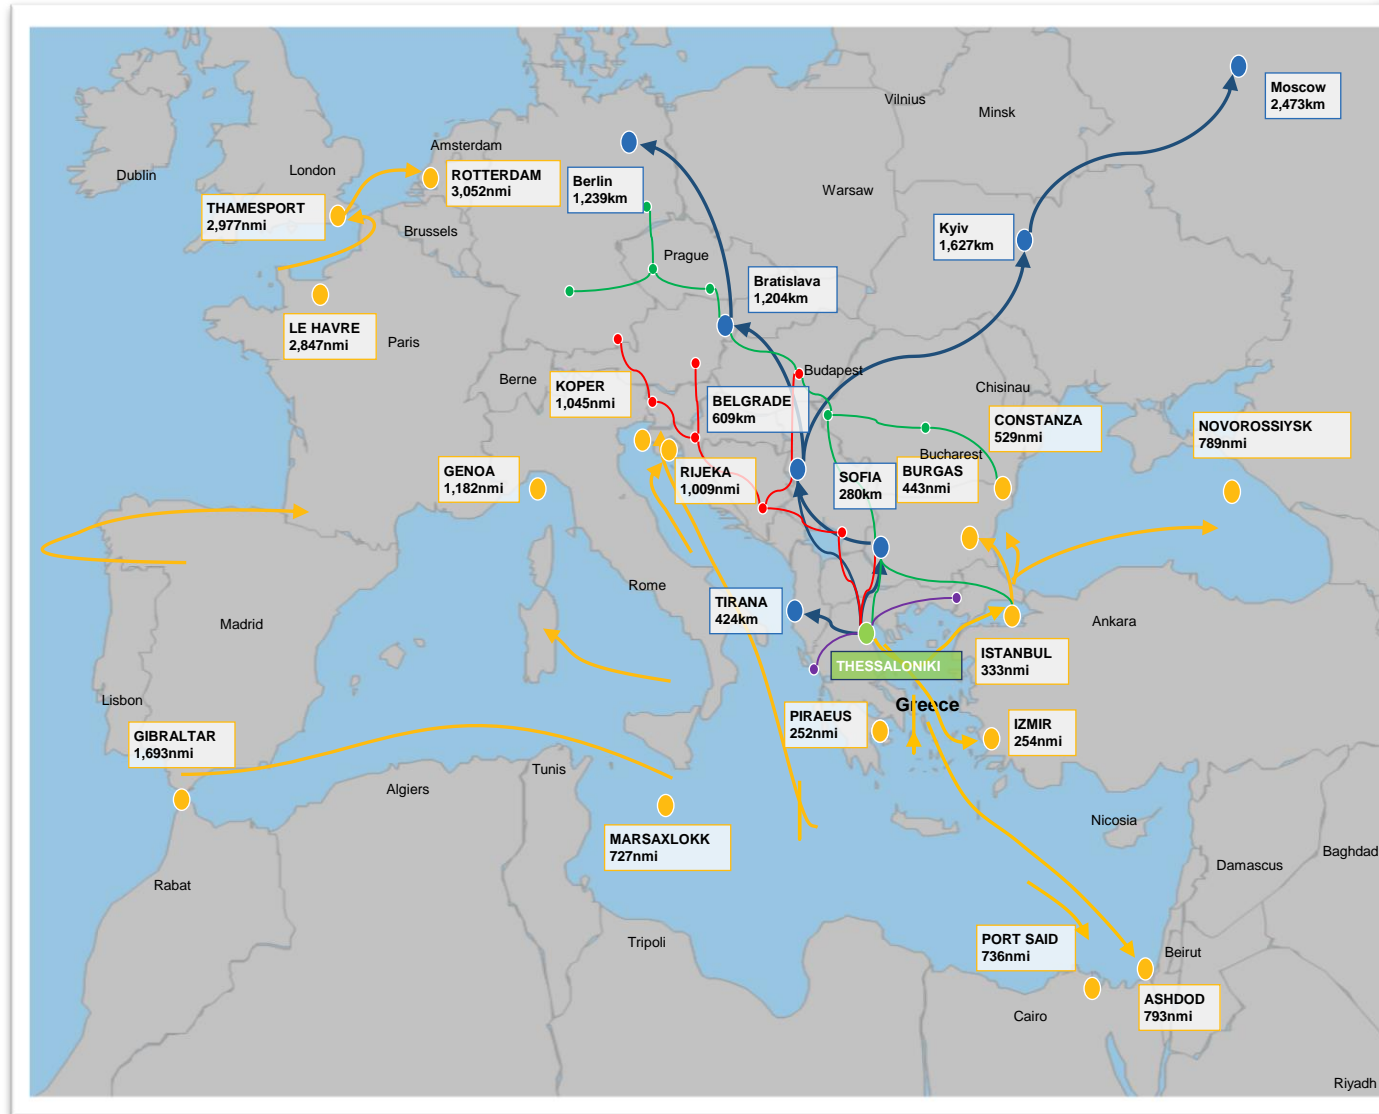 Moscow
2,473km
Vilnius
Minsk
Amsterdam
Dublin
London
ROTTERDAM
3,052nmi
Berlin
1,239km
Warsaw
THAMESPORT
2,977nmi
Brussels
Kyiv
1,627km
Prague
Bratislava
1,204km
LE HAVRE
2,847nmi
Paris
Berne
KOPER
1,045nmi
Budapest
Chisinau
BELGRADE
609km
CONSTANZA
529nmi
NOVOROSSIYSK
789nmi
Bucharest
GENOA
1,182nmi
RIJEKA
1,009nmi
SOFIA
280km
BURGAS
443nmi
Rome
TIRANA
424km
Madrid
Ankara
THESSALONIKI
ISTANBUL
333nmi
Lisbon
Greece
GIBRALTAR
1,693nmi
PIRAEUS
252nmi
IZMIR
254nmi
Tunis
Algiers
Nicosia
MARSAXLOKK
727nmi
Baghdad
Damascus
Rabat
Tripoli
PORT SAID
736nmi
Beirut
ASHDOD
793nmi
Cairo
Riyadh